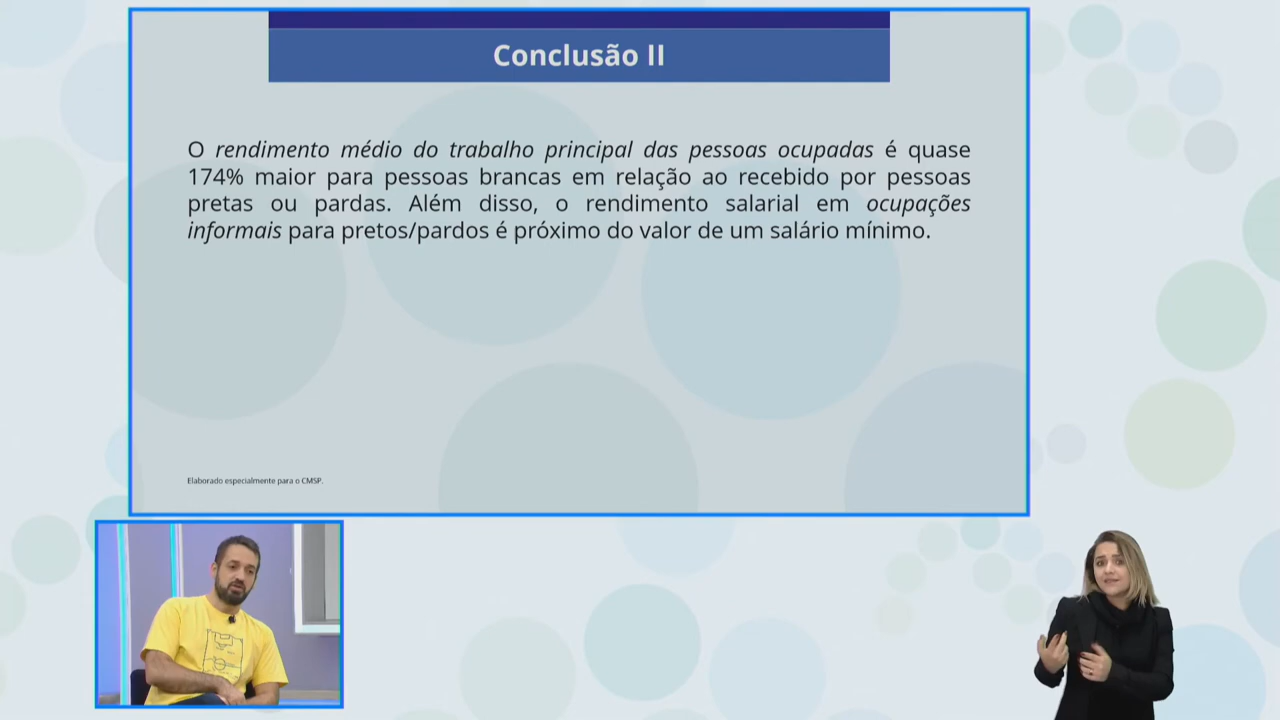 Conclusão II
O rendimento médio do trabalho principal das pessoas ocupadas é quase
174% maior para pessoas brancas em relação ao recebido por pessoas
pretas ou pardas. Além disso, o rendimento salarial em ocupações
informais para pretos/pardos é próximo do valor de um salário mínimo.
Elaborado especialmente para o CMSP.